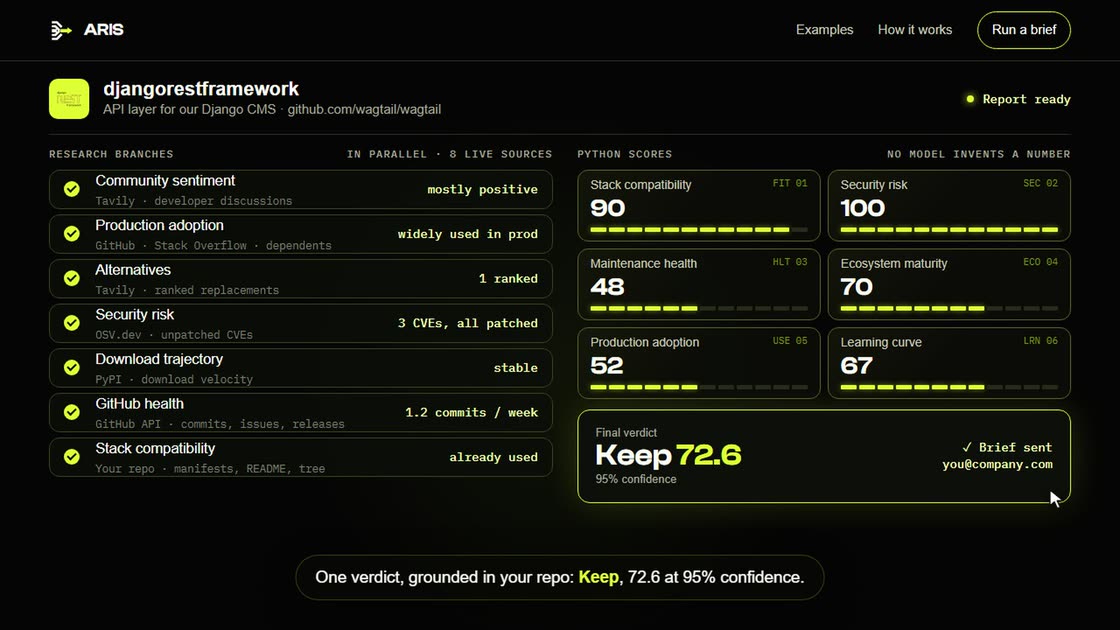 ARIS
Examples
How it works
Run a brief
djangorestframework
API layer for our Django CMS · github.com/wagtail/wagtail
Report ready
RESEARCH BRANCHES
IN PARALLEL · 8 LIVE SOURCES
Community sentiment
Tavily · developer discussions
mostly positive
Production adoption
GitHub · Stack Overflow · dependents
widely used in prod
Alternatives
Tavily · ranked replacements
1 ranked
Security risk
OSV.dev · unpatched CVEs
3 CVEs, all patched
Download trajectory
PyPI · download velocity
stable
GitHub health
GitHub API · commits, issues, releases
1.2 commits / week
Stack compatibility
Your repo · manifests, README, tree
already used
PYTHON SCORES
NO MODEL INVENTS A NUMBER
Stack compatibility
FIT 01
90
Security risk
SEC 02
100
Maintenance health
HLT 03
48
Ecosystem maturity
ECO 04
70
Production adoption
USE 05
52
Learning curve
LRN 06
67
Final verdict
Keep 72.6
95% confidence
✓ Brief sent
you@company.com
One verdict, grounded in your repo: Keep, 72.6 at 95% confidence.